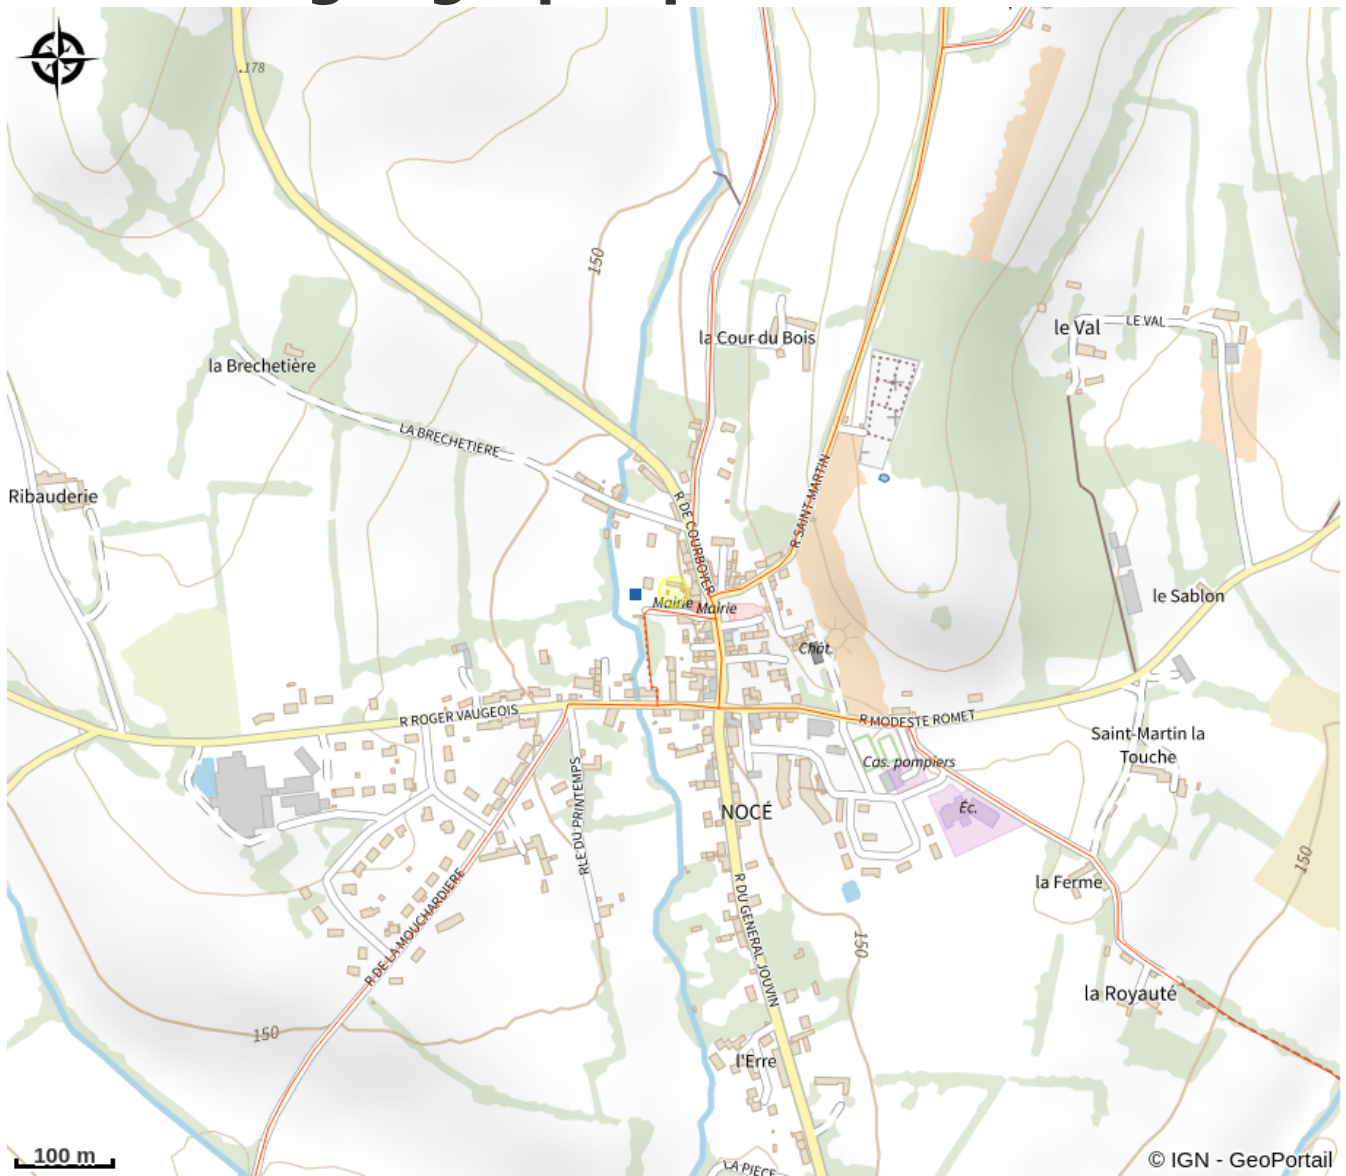 178
150
la Cour du Bois
le Val
LE VAL
la Brechetière
LA BRECHETIERE
Ribauderie
R DE COURBOYER
R SAINT-MARTIN
le Sablon
Mairie
Mairie
Chât.
R ROGER VAUGEOIS
R MODESTE ROMET
Saint-Martin la
Touche
Cas. pompiers
RLE DU PRINTEMPS
NOCÉ
Éc.
150
la Ferme
R DE LA MOUCHARDIERE
R DU GENERAL JOUVIN
150
la Royauté
150
l'Erre
100 m
LA PIECE
© IGN - GeoPortail